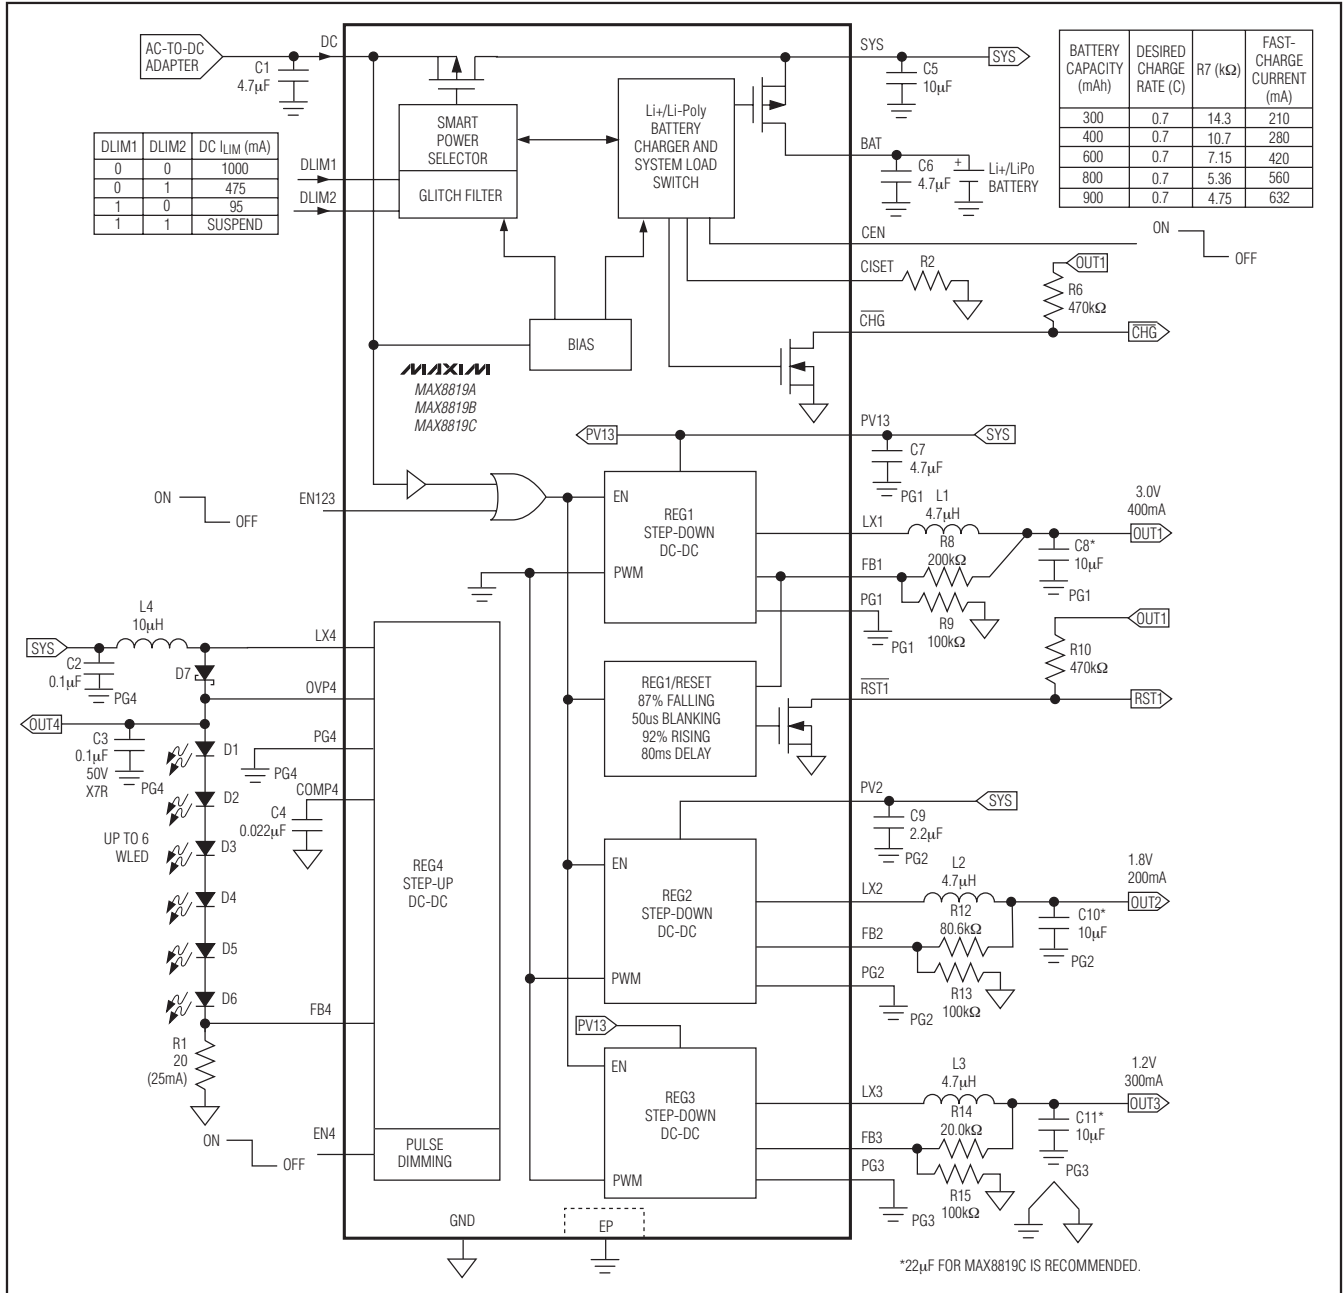 AC-TO-DC
ADAPTER
C1
4.7µF
DC
SYS
SYS
C5
10µF
BATTERY CAPACITY (mAh) DESIRED CHARGE RATE (C) R7 (kΩ) FAST-CHARGE CURRENT (mA)
300 0.7 14.3 210
400 0.7 10.7 280
600 0.7 7.15 420
800 0.7 5.36 560
900 0.7 4.75 632
DLIM1 DLIM2 DC ILIM (mA)
0 0 1000
0 1 475
1 0 95
1 1 SUSPEND
DLIM1
DLIM2
SMART
POWER
SELECTOR
GLITCH FILTER
Li+/Li-Poly
BATTERY
CHARGER AND
SYSTEM LOAD
SWITCH
BAT
C6
4.7µF
+
Li+/LiPo
BATTERY
CEN
ON
OFF
CISET
R2
OUT1
R6
470kΩ
CHG
CHG
BIAS
MAXIM
MAX8819A
MAX8819B
MAX8819C
PV13
PV13
SYS
C7
4.7µF
PG1
ON
OFF
EN123
EN
REG1
STEP-DOWN
DC-DC
PWM
LX1
L1
4.7µH
R8
200kΩ
3.0V
400mA
OUT1
C8*
10µF
PG1
FB1
R9
100kΩ
PG1
PG1
OUT1
R10
470kΩ
RST1
RST1
REG1/RESET
87% FALLING
50us BLANKING
92% RISING
80ms DELAY
L4
10µH
SYS
C2
0.1µF
PG4
LX4
D7
OVP4
OUT4
C3
0.1µF
50V
X7R
PG4
D1
PG4
PG4
COMP4
C4
0.022µF
D2
UP TO 6
WLED
D3
D4
D5
D6
FB4
R1
20
(25mA)
REG4
STEP-UP
DC-DC
EN4
ON
OFF
PULSE
DIMMING
PV2
SYS
C9
2.2µF
PG2
EN
REG2
STEP-DOWN
DC-DC
PWM
LX2
L2
4.7µH
R12
80.6kΩ
1.8V
200mA
OUT2
C10*
10µF
PG2
FB2
R13
100kΩ
PG2
PG2
PV13
EN
REG3
STEP-DOWN
DC-DC
PWM
LX3
L3
4.7µH
R14
20.0kΩ
1.2V
300mA
OUT3
C11*
10µF
PG3
FB3
R15
100kΩ
PG3
PG3
GND
EP
*22µF FOR MAX8819C IS RECOMMENDED.